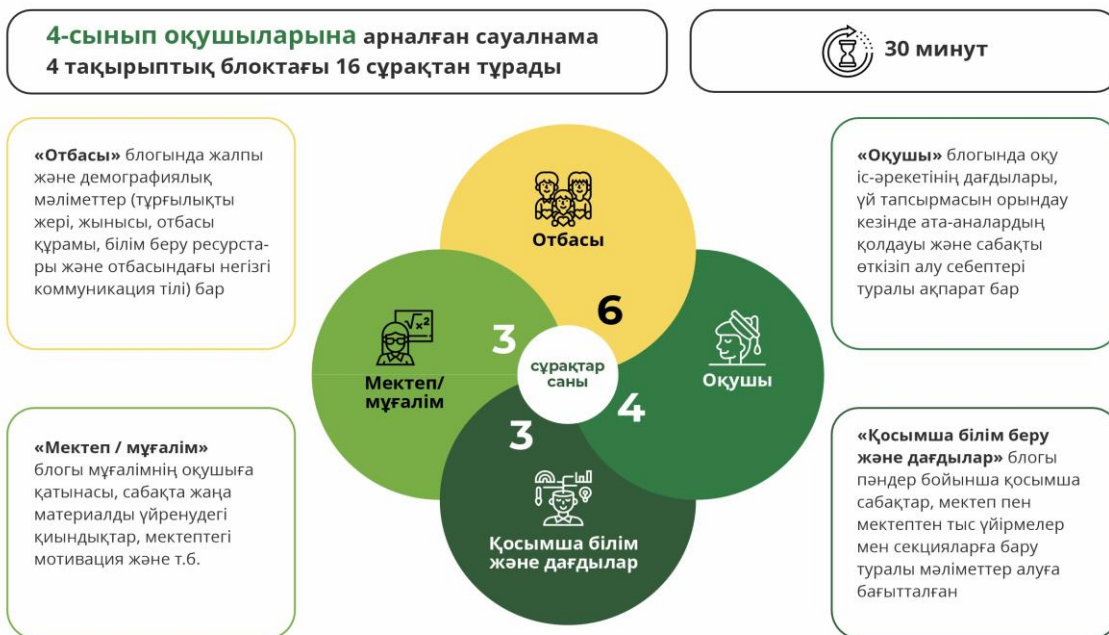 4-сынып оқушыларына арналған сауалнама
4 тақырыптық блоктағы 16 сұрақтан тұрады
30 минут
«Отбасы» блогында жалпы
және демографиялық
мәліметтер (тұрғылықты
жері, жынысы, отбасы
құрамы, білім беру ресурста-
ры және отбасындағы негізгі
коммуникация тілі) бар
«Оқушы» блогында оқу
іс-әрекетінің дағдылары,
үй тапсырмасын орындау
кезінде ата-аналардың
қолдауы және сабақты
өткізіп алу себептері
туралы ақпарат бар
Отбасы
6
3
√x²
Мектеп/
мұғалім
сұрақтар
саны
Оқушы
4
3
Қосымша білім
және дағдылар
«Мектеп / мұғалім»
блогы мұғалімнің оқушыға
қатынасы, сабақта жаңа
материалды үйренудегі
қиындықтар, мектептегі
мотивация және т.б.
«Қосымша білім беру
және дағдылар» блогы
пәндер бойынша қосымша
сабақтар, мектеп пен
мектептен тыс үйірмелер
мен секцияларға бару
туралы мәліметтер алуға
бағытталған